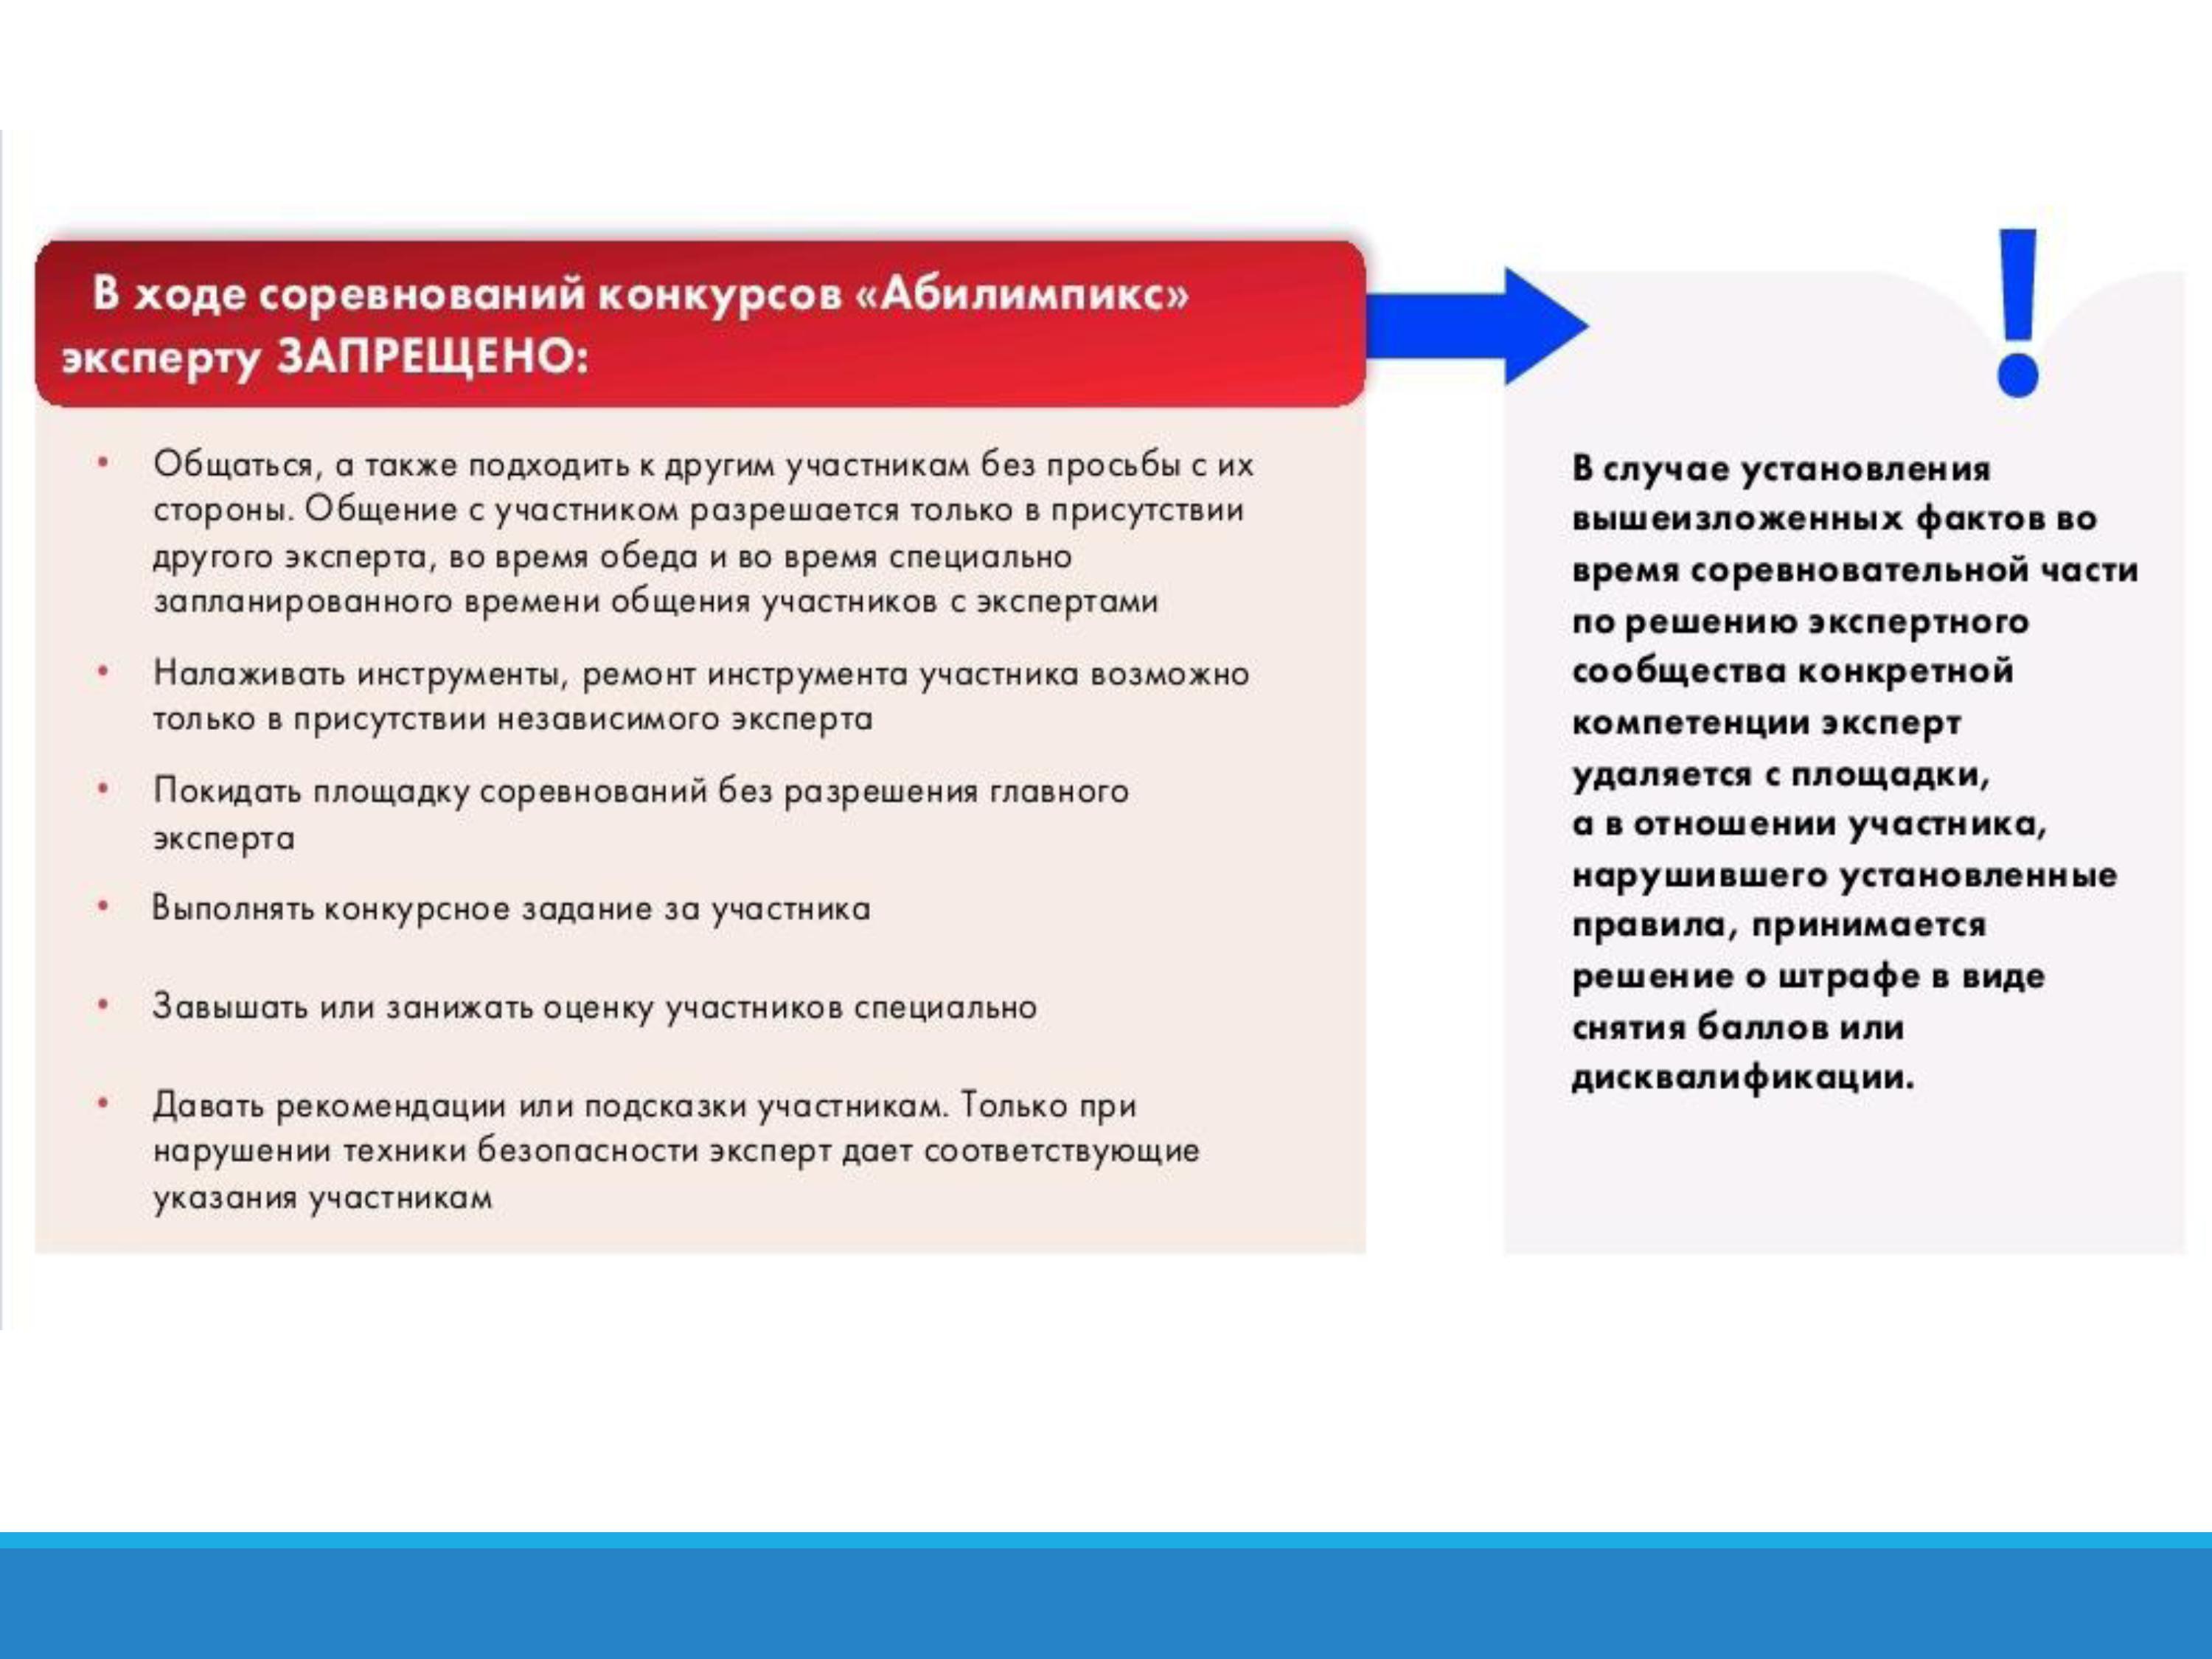 В ходе соревнований конкурсов «Абилимпикс»
эксперту ЗАПРЕЩЕНО:
• Общаться, а также подходить к другим участникам без просьбы с их
стороны. Общение с участником разрешается только в присутствии
другого эксперта, во время обеда и во время специально
запланированного времени общения участников с экспертами
• Налаживать инструменты, ремонт инструмента участника возможно
только в присутствии независимого эксперта
• Покидать площадку соревнований без разрешения главного
эксперта
• Выполнять конкурсное задание за участника
• Завышать или занижать оценку участников специально
• Давать рекомендации или подсказки участникам. Только при
нарушении техники безопасности эксперт дает соответствующие
указания участникам
!
В случае установления
вышеизложенных фактов во
время соревновательной части
по решению экспертного
сообщества конкретной
компетенции эксперт
удаляется с площадки,
а в отношении участника,
нарушившего установленные
правила, принимается
решение о штрафе в виде
снятия баллов или
дисквалификации.